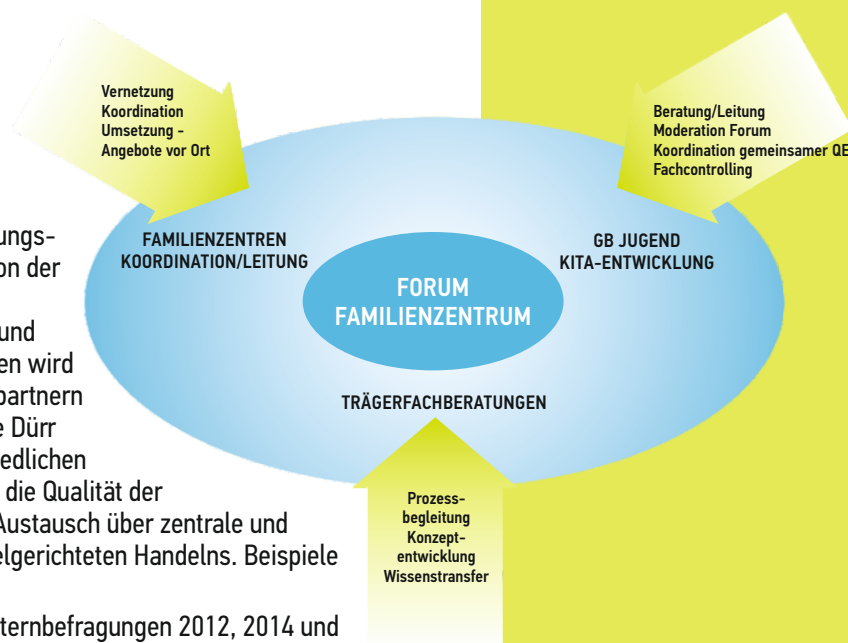 Vernetzung
Koordination
Umsetzung -
Angebote vor Ort
Beratung/Leitung
Moderation Forum
Koordination gemeinsamer QE
Fachcontrolling
FAMILIENZENTREN
KOORDINATION/LEITUNG
GB JUGEND
KITA-ENTWICKLUNG
FORUM
FAMILIENZENTRUM
TRÄGERFACHBERATUNGEN
Prozess-
begleitung
Konzept-
entwicklung
Wissenstransfer
ungs-
on der
und
en wird
partnern
e Dürr
edlichen
die Qualität der
Austausch über zentrale und
elgerichteten Handelns. Beispiele
ternbefragungen 2012, 2014 und